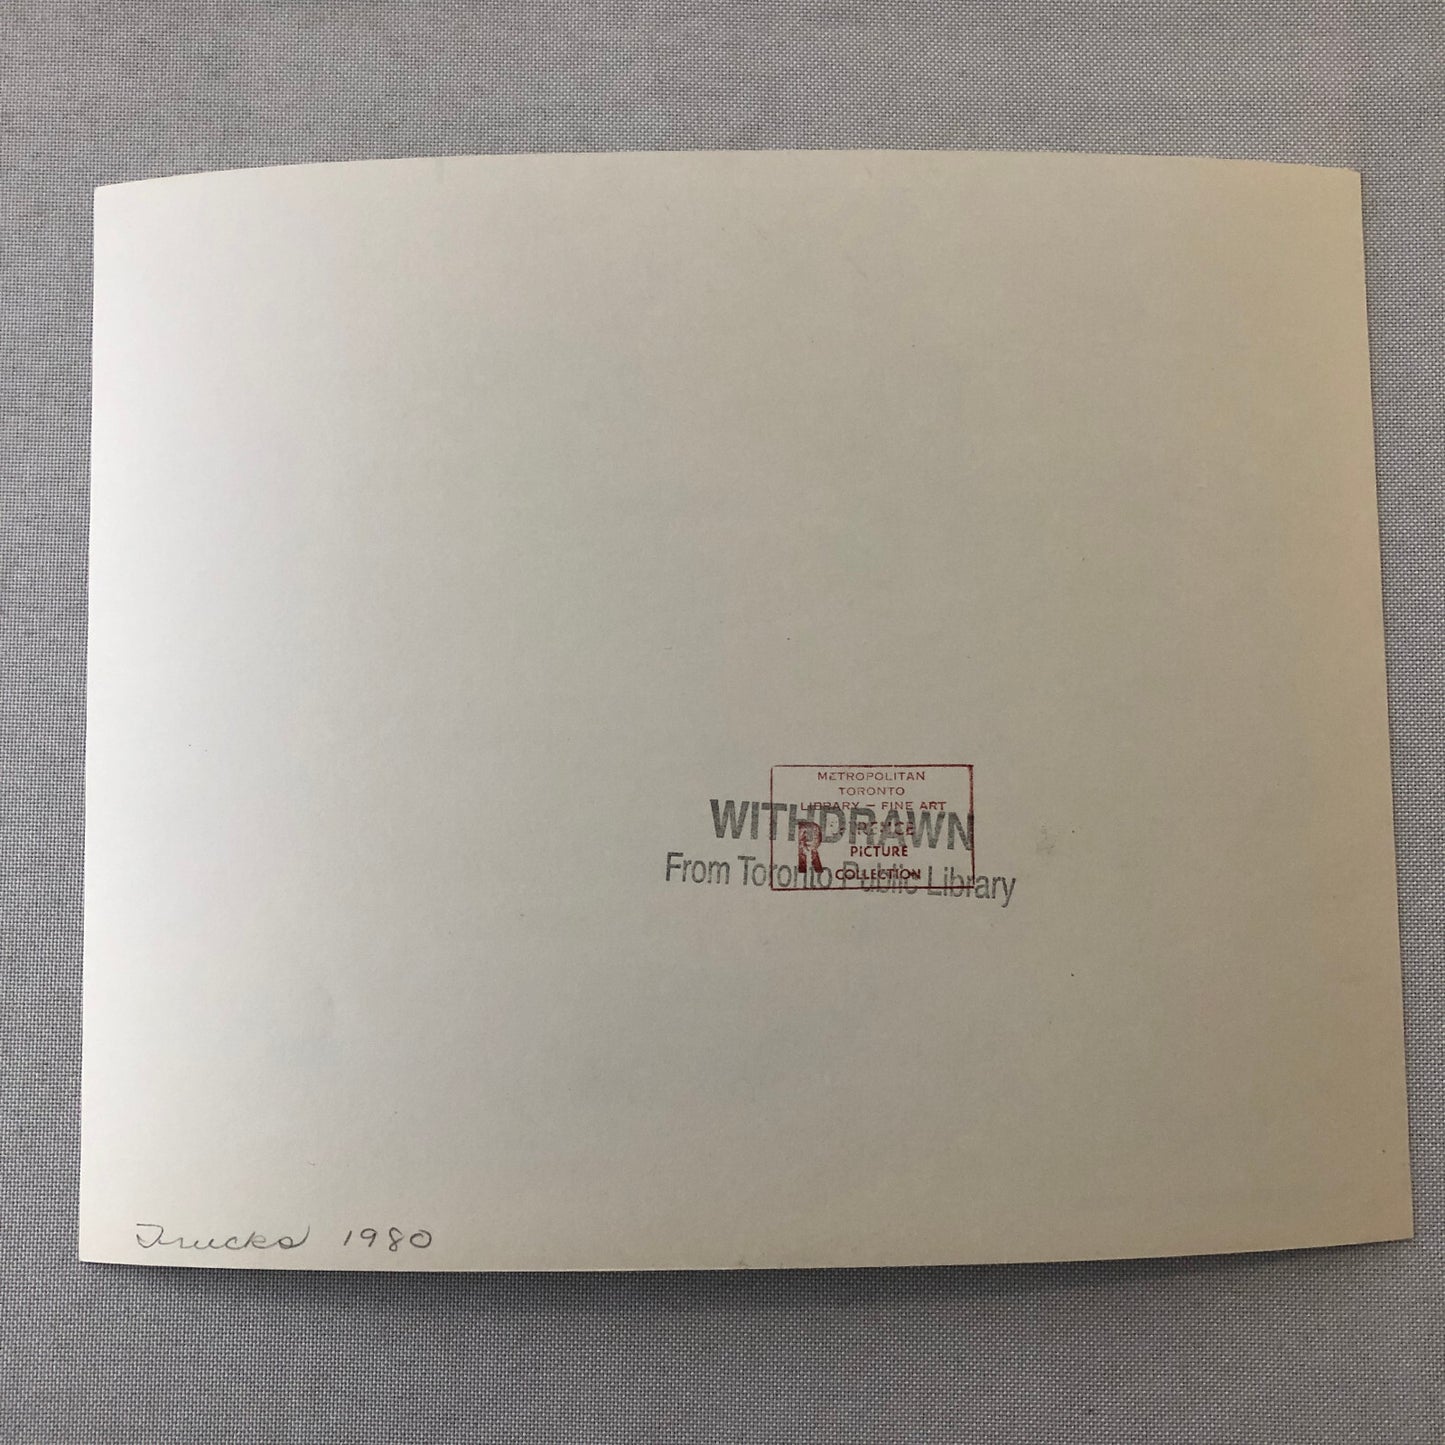 METROPOLITAN
TORONTO
LIBRARY – FINE ART
R
PICTURE
COLLECTION
WITHDRAWN
From Toronto Public Library
Trucks 1980